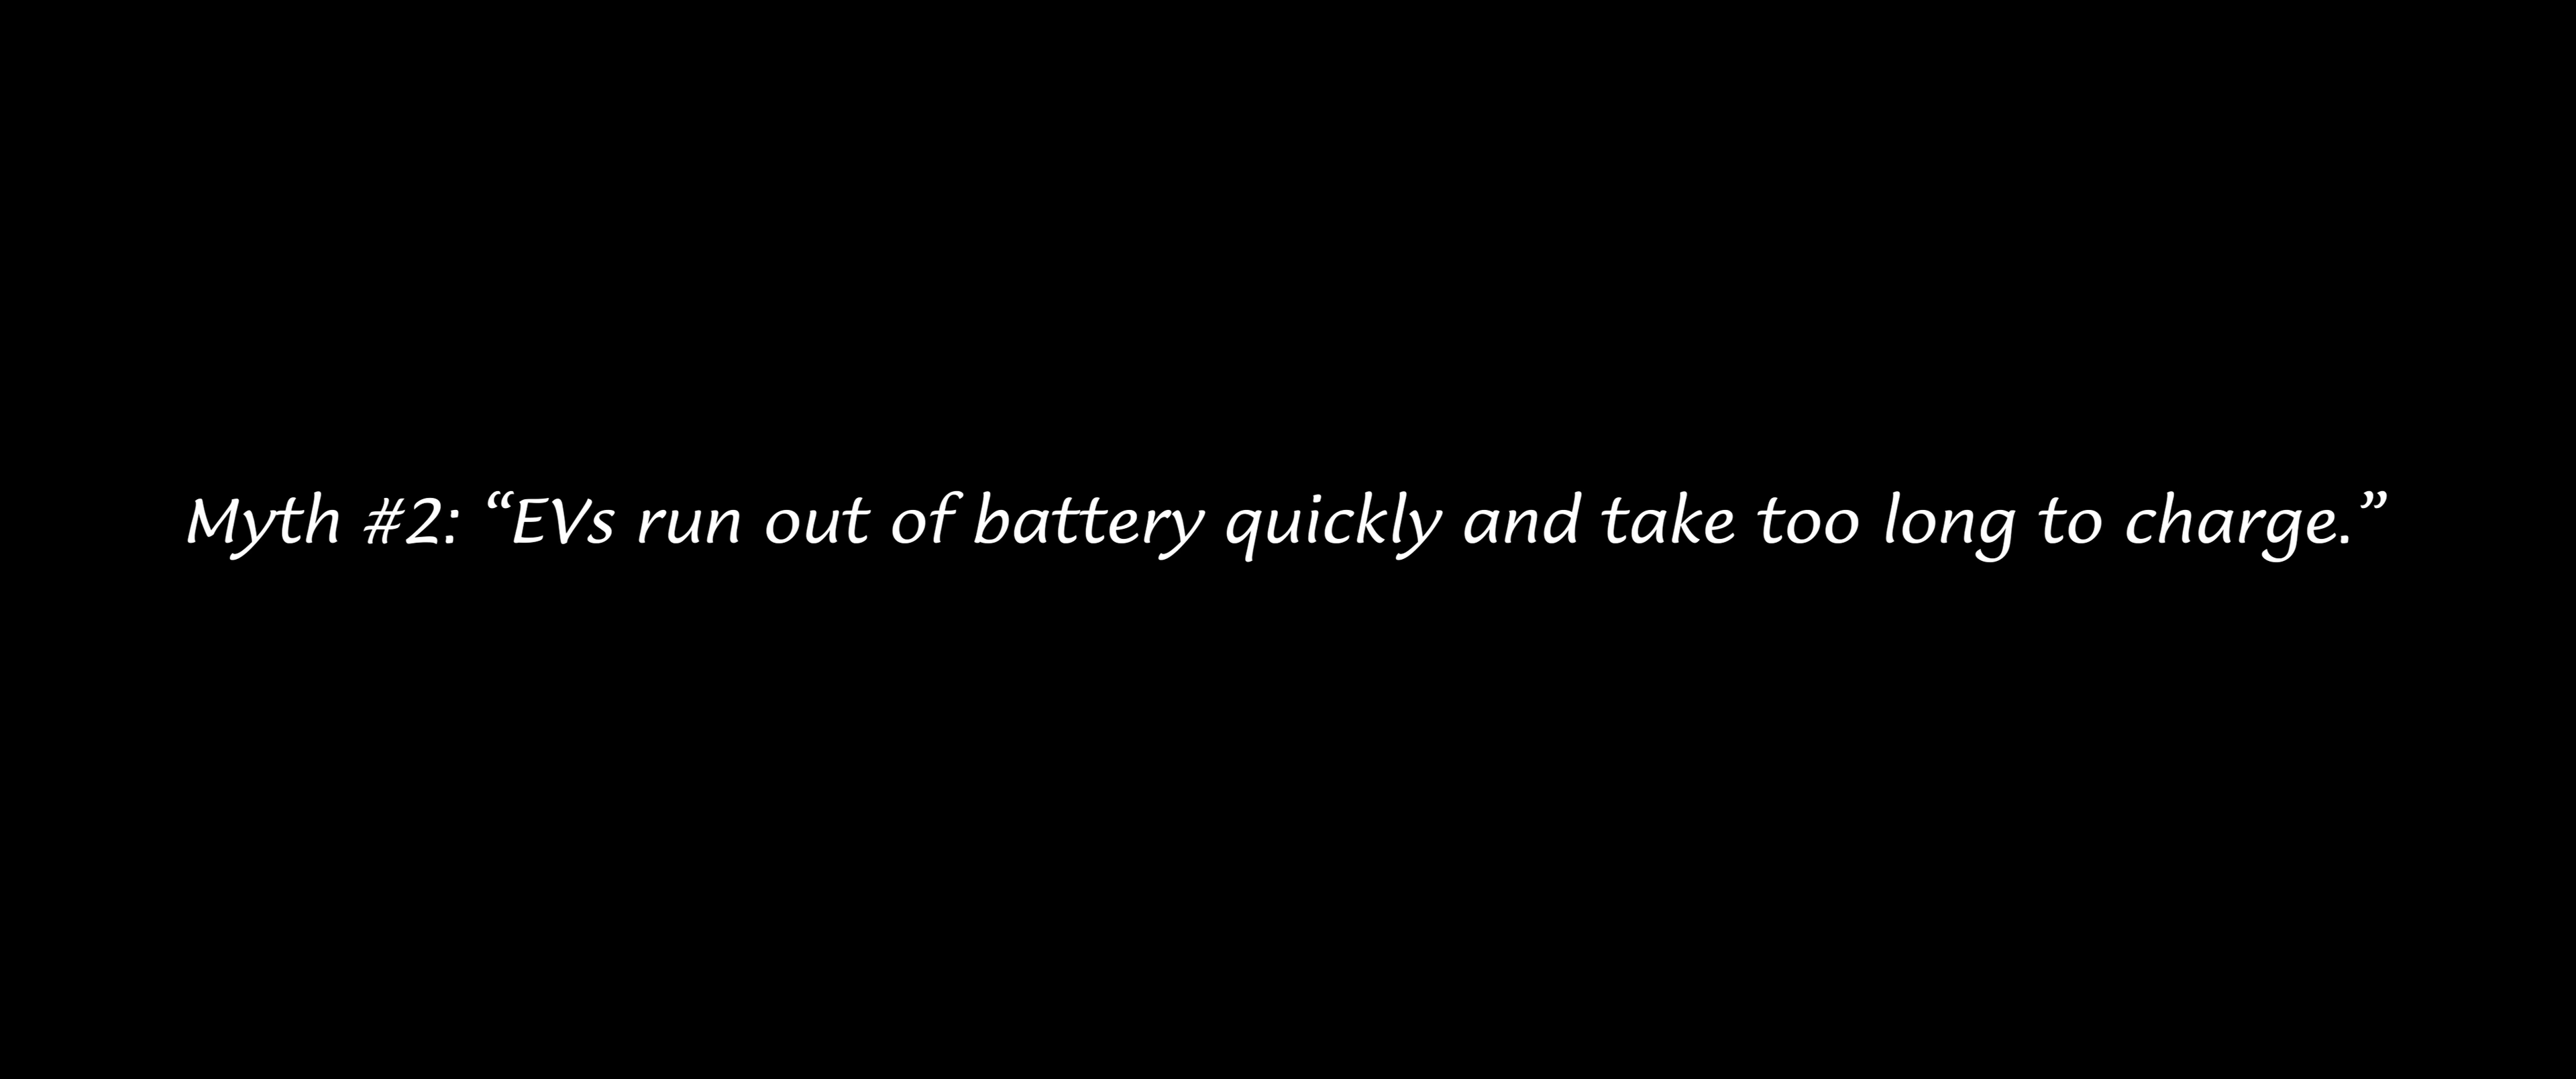 Myth #2: “EVs run out of battery quickly and take too long to charge.”